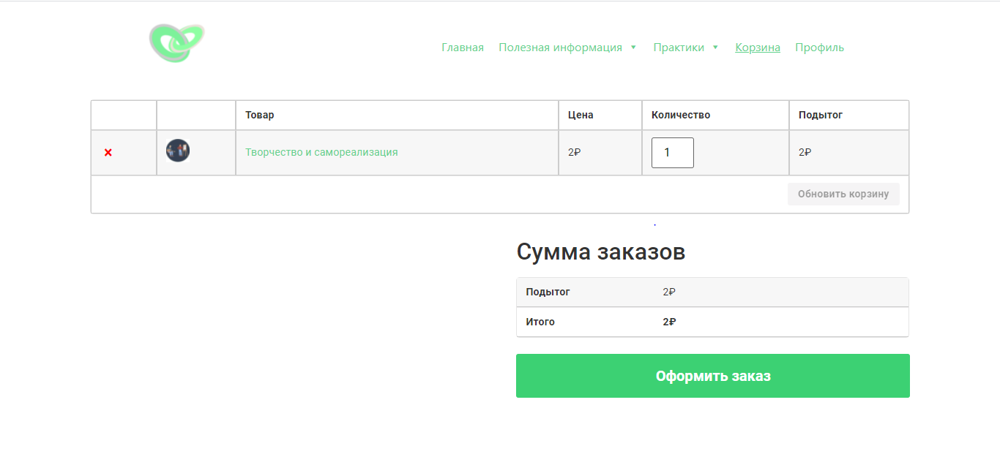 Главная Полезная информация Практики Корзина Профиль
Товар Цена Количество Подытог
× Творчество и самореализация 2₽ 1 2₽
Обновить корзину
Сумма заказов
Подытог 2₽
Итого 2₽
Оформить заказ